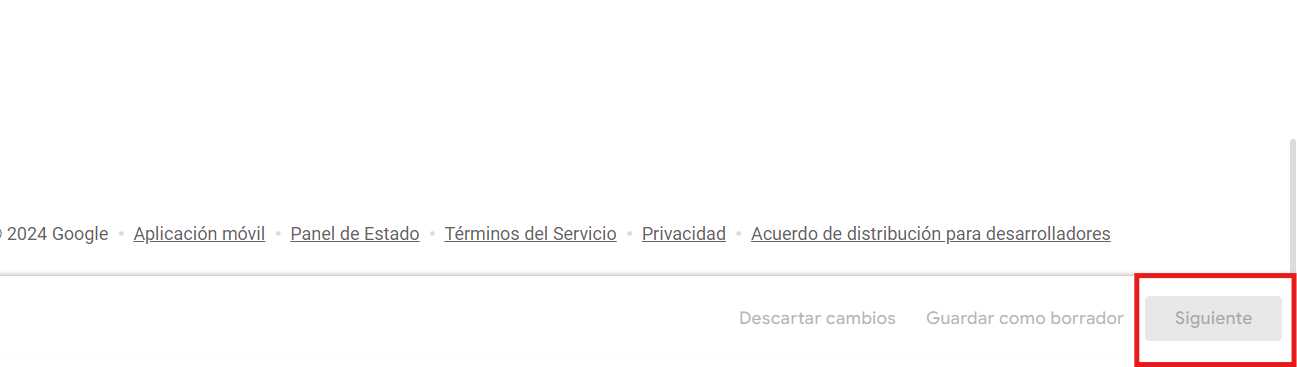 2024 Google • Aplicación móvil • Panel de Estado • Términos del Servicio • Privacidad • Acuerdo de distribución para desarrolladores
Descartar cambios Guardar como borrador Siguiente